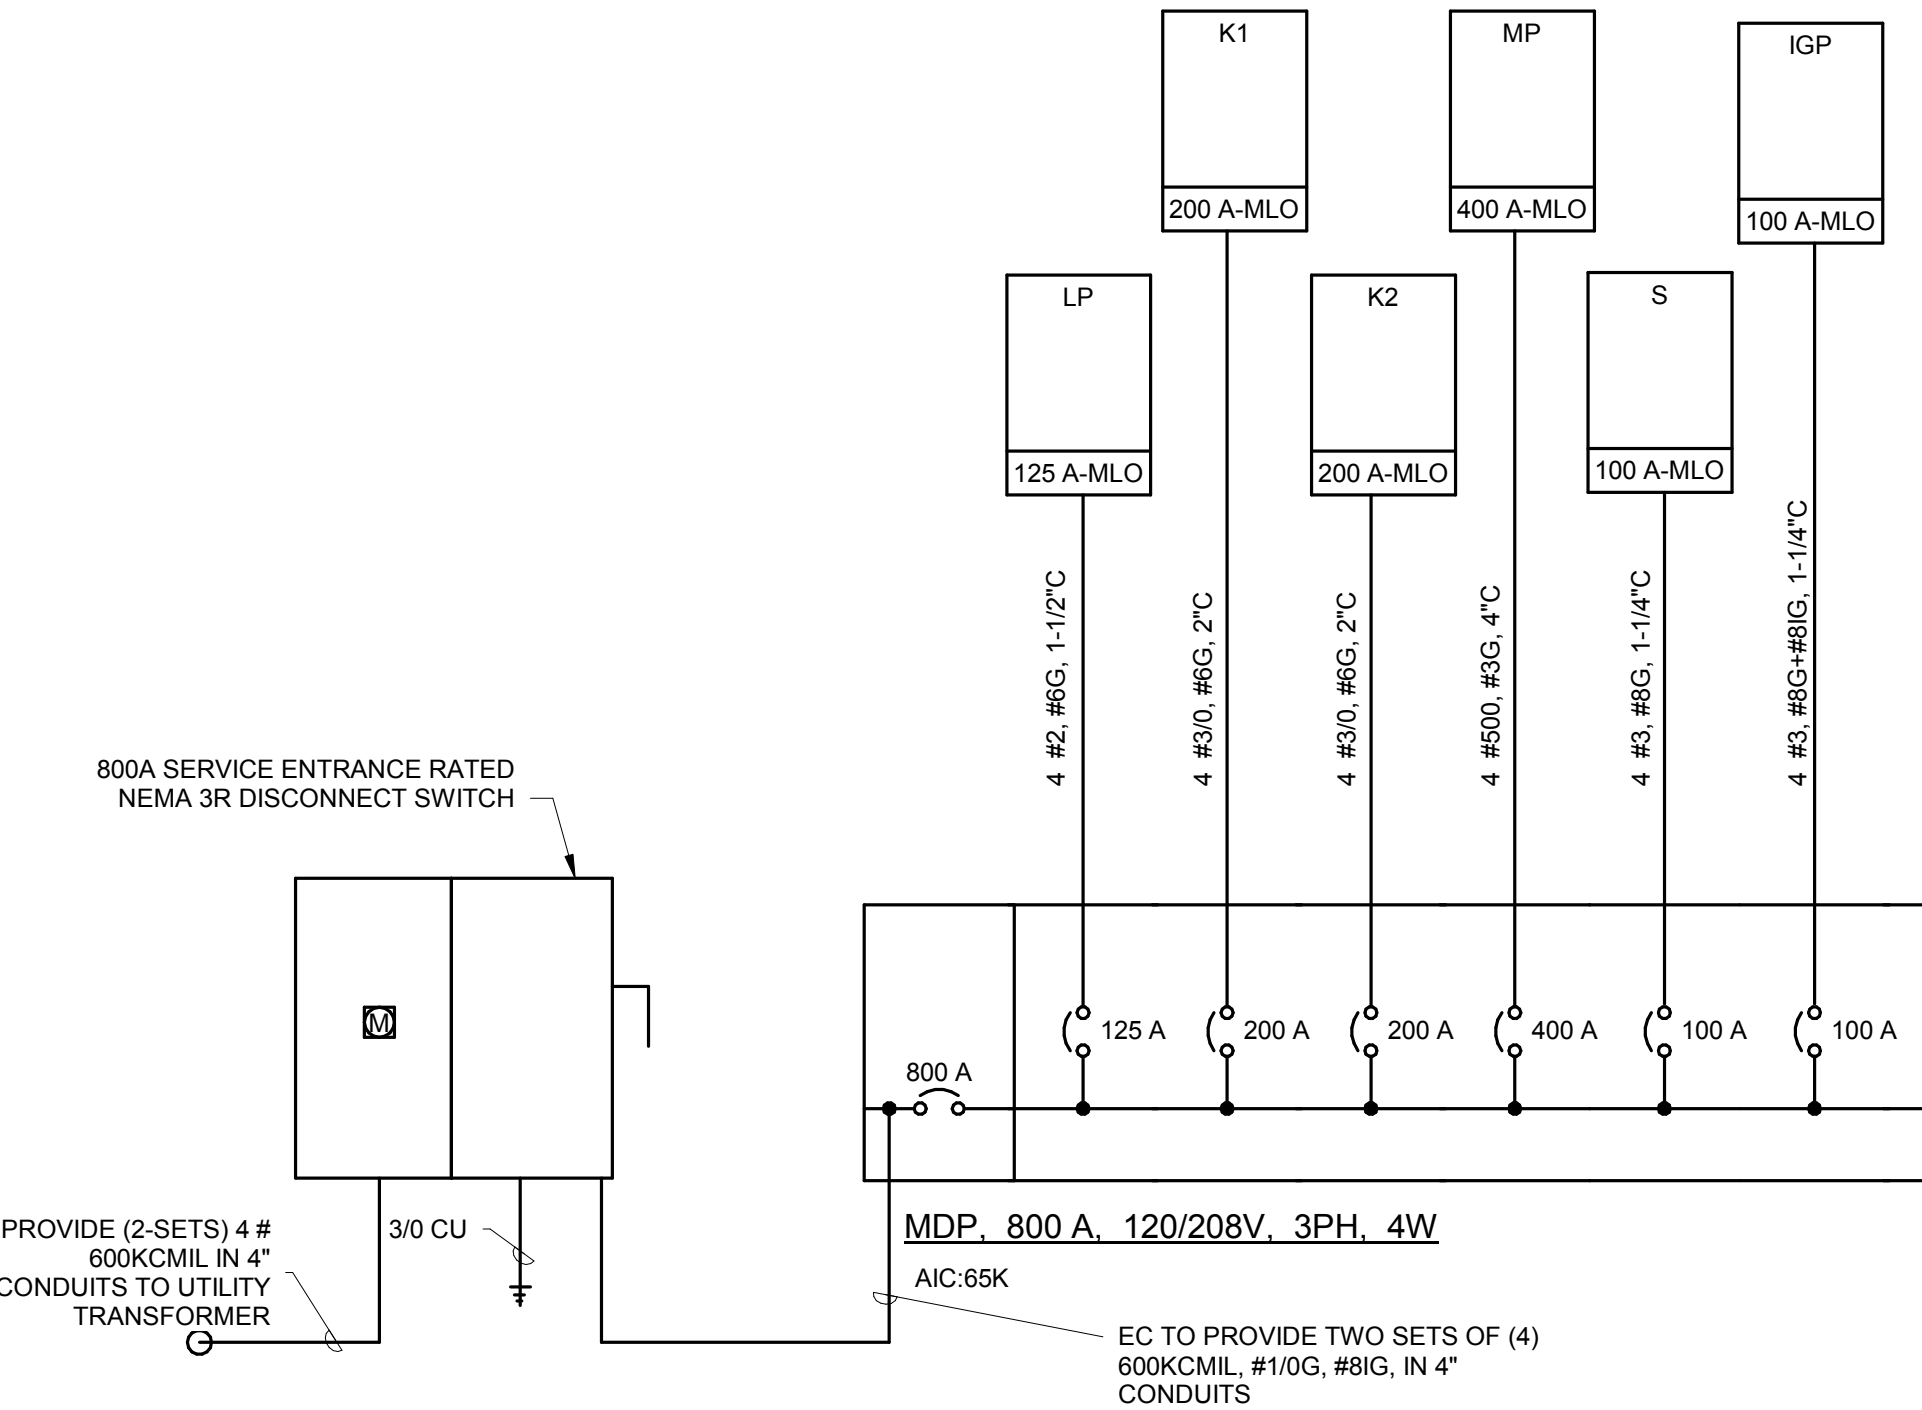 K1
200 A-MLO
MP
400 A-MLO
IGP
100 A-MLO
LP
125 A-MLO
K2
200 A-MLO
S
100 A-MLO
4 #2, #6G, 1-1/2"C
4 #3/0, #6G, 2"C
4 #3/0, #6G, 2"C
4 #500, #3G, 4"C
4 #3, #8G, 1-1/4"C
4 #3, #8G+#8IG, 1-1/4"C
800A SERVICE ENTRANCE RATED
NEMA 3R DISCONNECT SWITCH
M
800 A
125 A
200 A
200 A
400 A
100 A
100 A
PROVIDE (2-SETS) 4 #
600KCMIL IN 4"
CONDUITS TO UTILITY
TRANSFORMER
3/0 CU
MDP, 800 A, 120/208V, 3PH, 4W
AIC:65K
EC TO PROVIDE TWO SETS OF (4)
600KCMIL, #1/0G, #8IG, IN 4"
CONDUITS